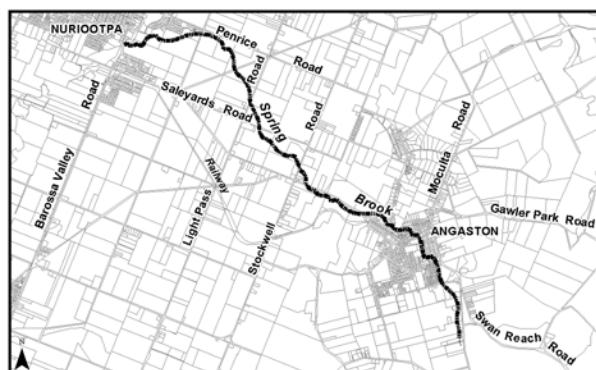 NURIOOTPA
Penrice
Road
Saleyards Road
Road
Spring
Road
Road
Barossa Valley
Railway
Light Pass
Stockwell
Brook
Moculta
Road
Gawler Park Road
ANGASTON
Swan Reach
Road
N